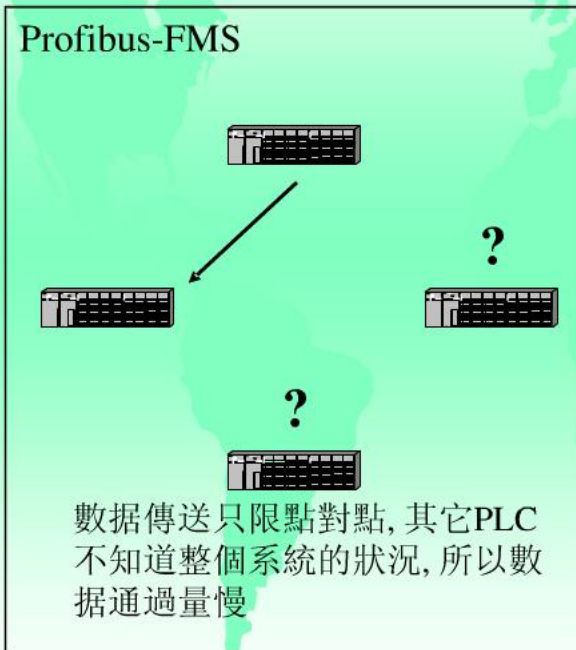 Profibus-FMS
?
?
數据傳送只限點對點, 其它PLC
不知道整個系統的狀況, 所以數
据通過量慢